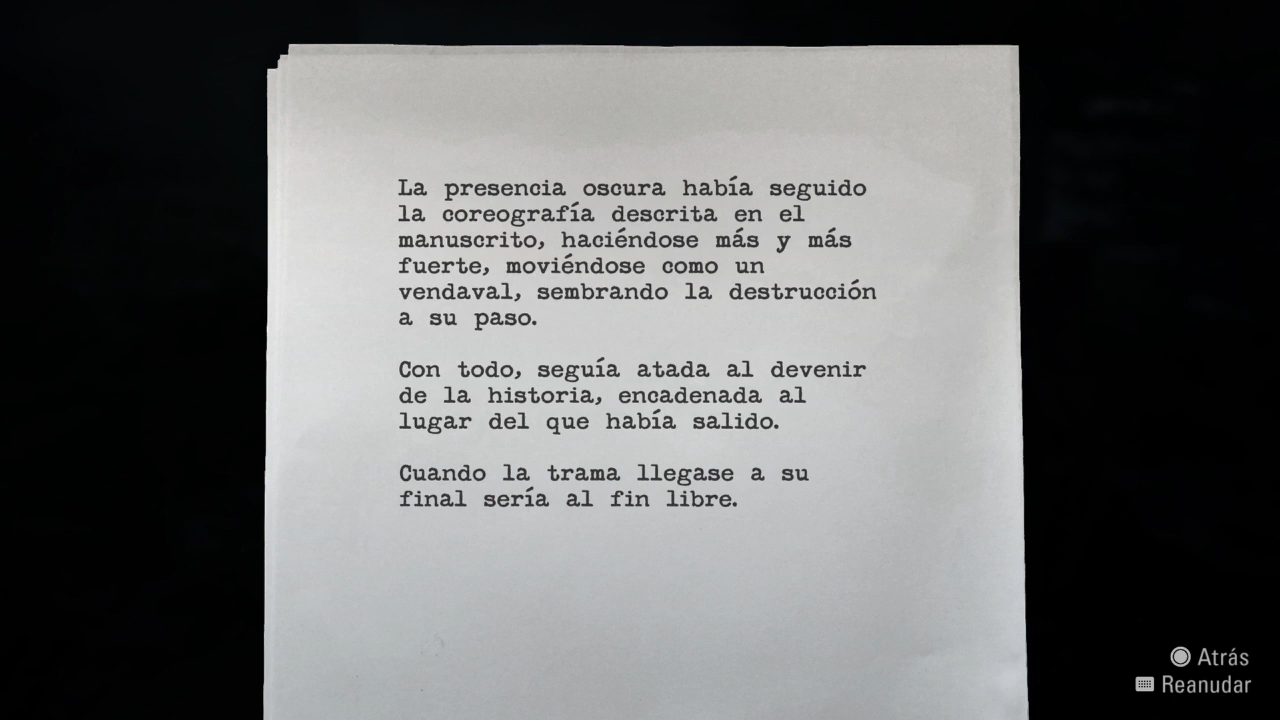 La presencia oscura había seguido
la coreografía descrita en el
manuscrito, haciéndose más y más
fuerte, moviéndose como un
vendaval, sembrando la destrucción
a su paso.
Con todo, seguía atada al devenir
de la historia, encadenada al
lugar del que había salido.
Cuando la trama llegase a su
final sería al fin libre.
Atrás
Reanudar